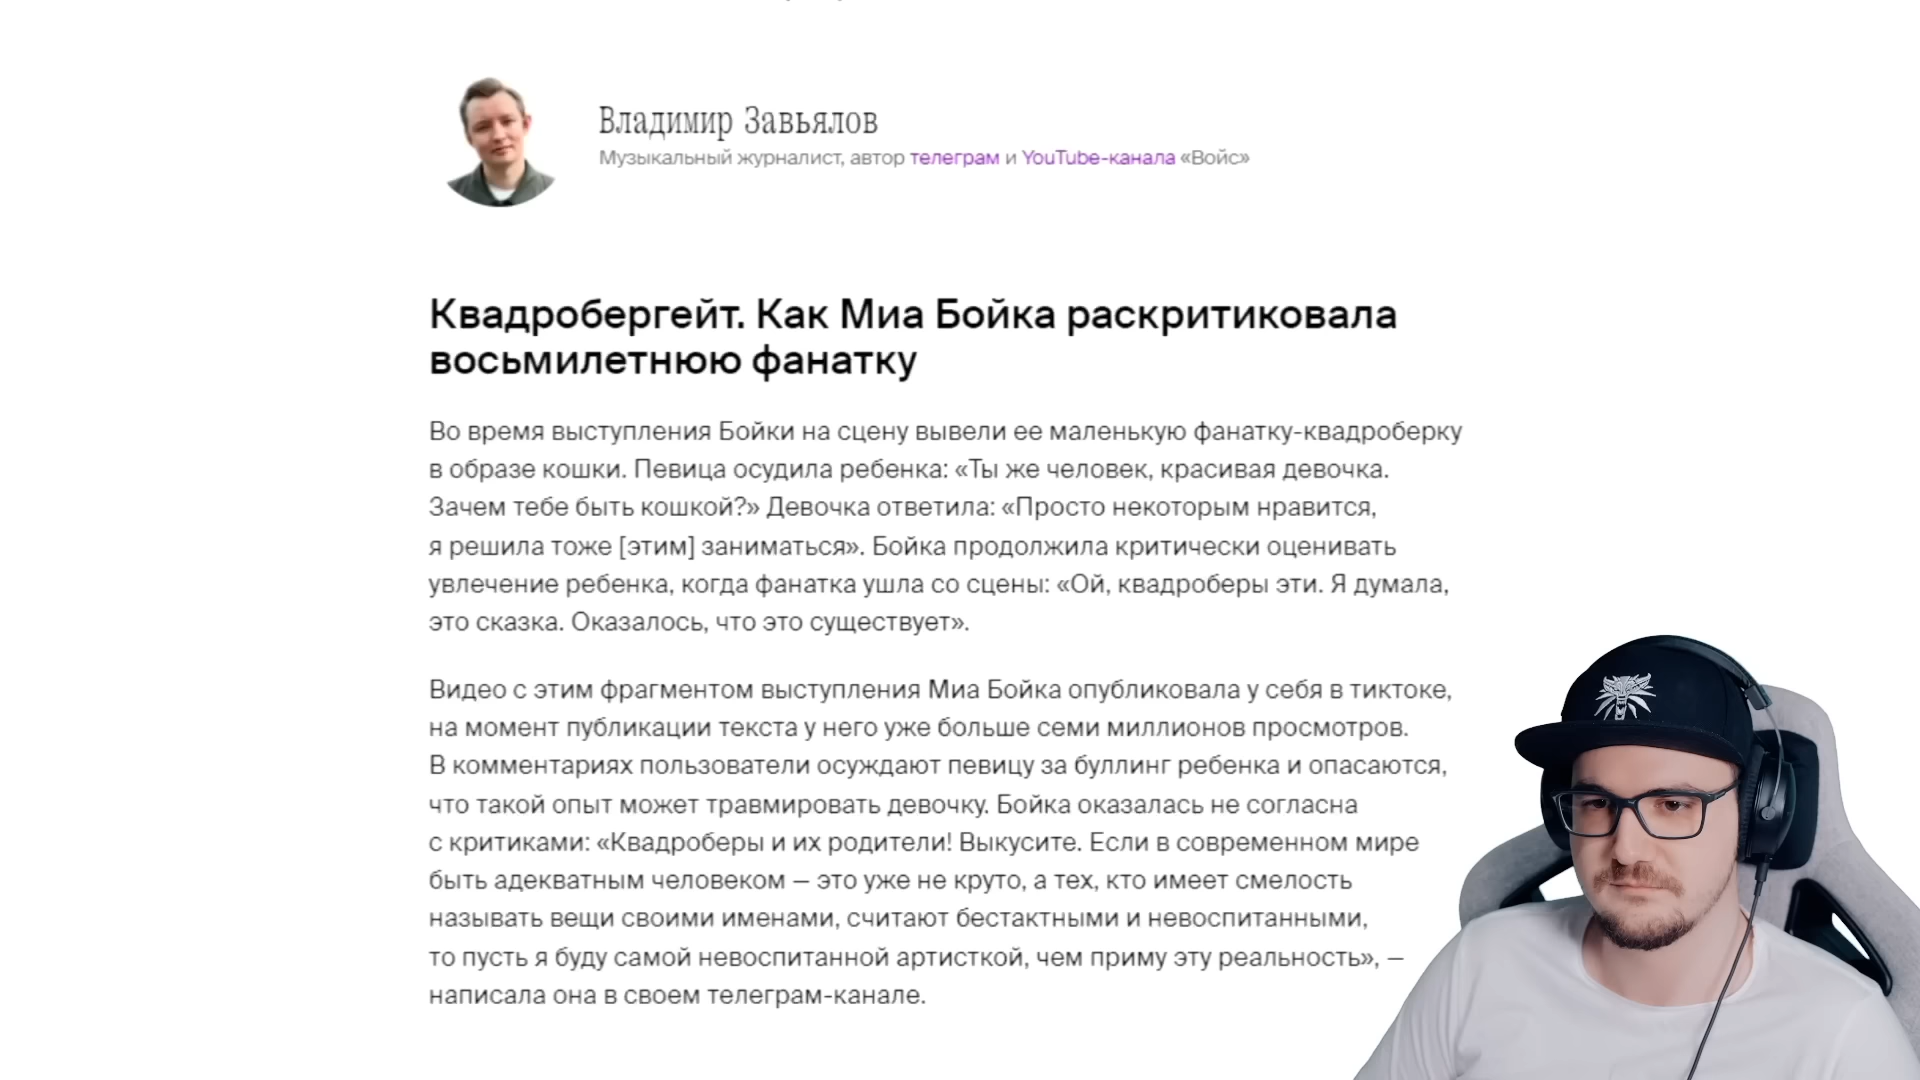 Владимир Завьялов
Музыкальный журналист, автор телеграм и YouTube-канала «Войс»
Квадробергейт. Как Миа Бойка раскритиковала
восьмилетнюю фанатку
Во время выступления Бойки на сцену вывели ее маленькую фанатку-квадроберку
в образе кошки. Певица осудила ребенка: «Ты же человек, красивая девочка.
Зачем тебе быть кошкой?» Девочка ответила: «Просто некоторым нравится,
я решила тоже [этим] заниматься». Бойка продолжила критически оценивать
увлечение ребенка, когда фанатка ушла со сцены: «Ой, квадроберы эти. Я думала,
это сказка. Оказалось, что это существует».
Видео с этим фрагментом выступления Миа Бойка опубликовала у себя в тиктоке,
на момент публикации текста у него уже больше семи миллионов просмотров.
В комментариях пользователи осуждают певицу за буллинг ребенка и опасаются,
что такой опыт может травмировать девочку. Бойка оказалась не согласна
с критиками: «Квадроберы и их родители! Выкусите. Если в современном мире
быть адекватным человеком — это уже не круто, а тех, кто имеет смелость
называть вещи своими именами, считают бестактными и невоспитанными,
то пусть я буду самой невоспитанной артисткой, чем приму эту реальность», —
написала она в своем телеграм-канале.